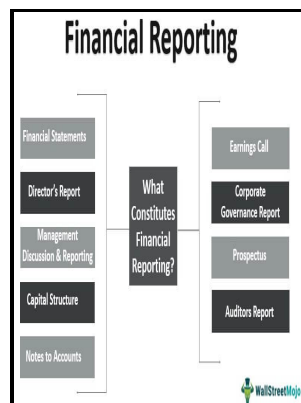 Financial Reporting
Financial Statements
Director's Report
Management
Discussion & Reporting
Capital Structure
Notes to Accounts
What
Constitutes
Financial
Reporting?
Earnings Call
Corporate
Governance Report
Prospectus
Auditors Report
WallStreetMojo